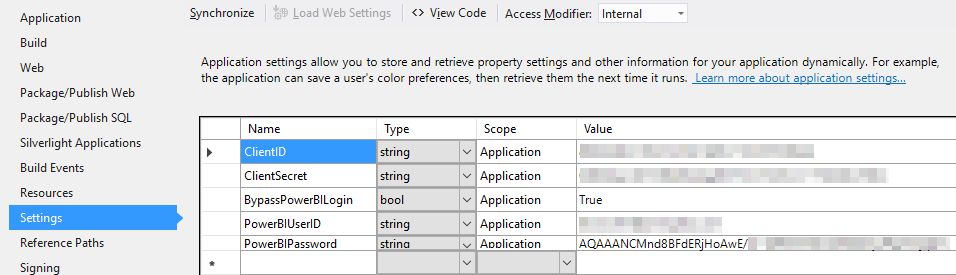 Application
Build
Web
Package/Publish Web
Package/Publish SQL
Silverlight Applications
Build Events
Resources
Settings
Reference Paths
Signing
Synchronize Load Web Settings View Code Access Modifier: Internal
Application settings allow you to store and retrieve property settings and other information for your application dynamically. For example,
the application can save a user's color preferences, then retrieve them the next time it runs. Learn more about application settings...
Name Type Scope Value
ClientID string Application
ClientSecret string Application
BypassPowerBILogin bool Application True
PowerBIUserID string Application
PowerBIPassword string Application AQAAANCMnd8BFdERjHoAwE/